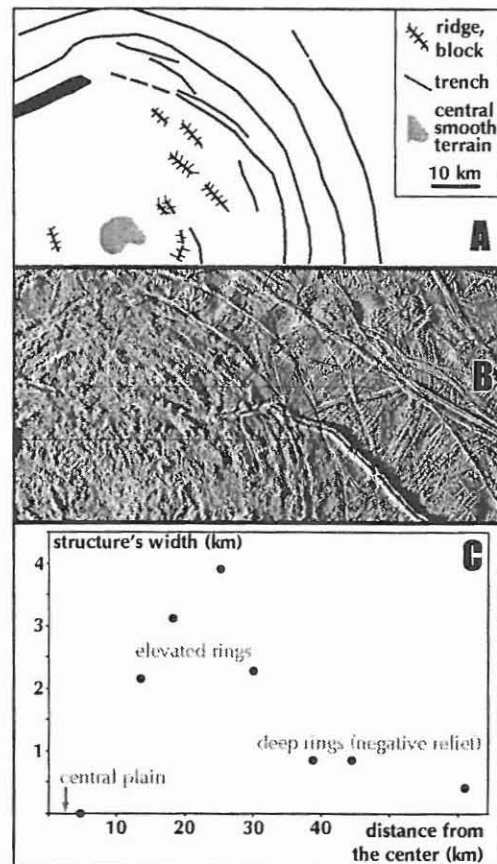 ridge,
block
trench
central
smooth
terrain
10 km
A
B
structure's width (km)
C
4
3
elevated rings
2
deep rings (negative relief)
1
central plain
10 20 30 40
distance from
the center (km)
60